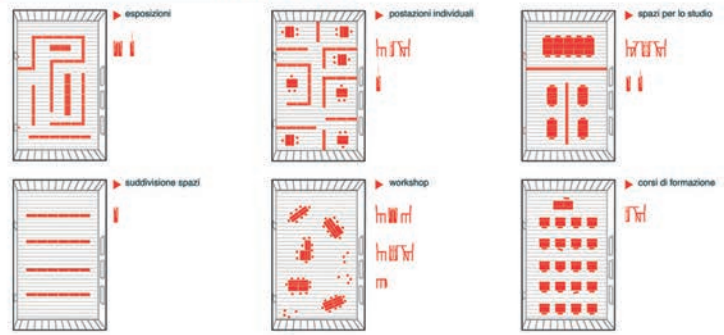 esposizioni
postazioni individuali
spazi per lo studio
suddivisione spazi
workshop
corsi di formazione